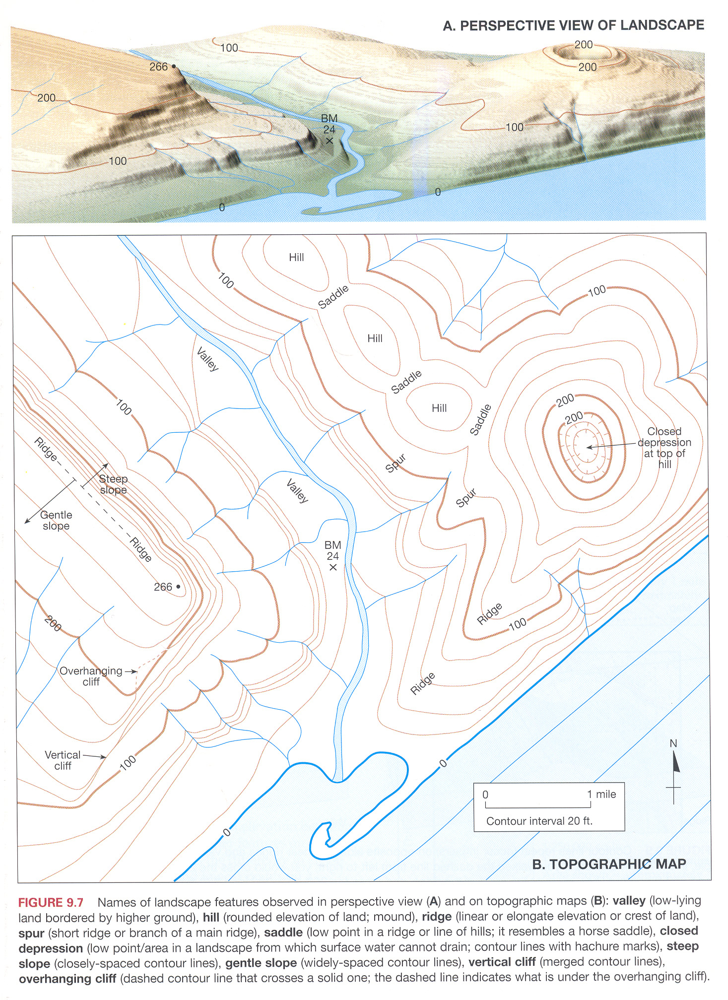 A. PERSPECTIVE VIEW OF LANDSCAPE
200
100
266
200
200
BM
24
100
100
0
0
Hill
100
Saddle
100
Hill
Valley
Saddle
200
100
Hill
200
Saddle
Closed
depression
at top of
hill
Ridge
Spur
Steep
slope
Valley
Spur
Gentle
slope
Ridge
BM
24
266
Ridge
200
100
Overhanging
cliff
Ridge
N
Vertical
cliff
100
0
0 1 mile
Contour interval 20 ft.
0
B. TOPOGRAPHIC MAP
FIGURE 9.7 Names of landscape features observed in perspective view (A) and on topographic maps (B): valley (low-lying
land bordered by higher ground), hill (rounded elevation of land; mound), ridge (linear or elongate elevation or crest of land),
spur (short ridge or branch of a main ridge), saddle (low point in a ridge or line of hills; it resembles a horse saddle), closed
depression (low point/area in a landscape from which surface water cannot drain; contour lines with hachure marks), steep
slope (closely-spaced contour lines), gentle slope (widely-spaced contour lines), vertical cliff (merged contour lines),
overhanging cliff (dashed contour line that crosses a solid one; the dashed line indicates what is under the overhanging cliff).